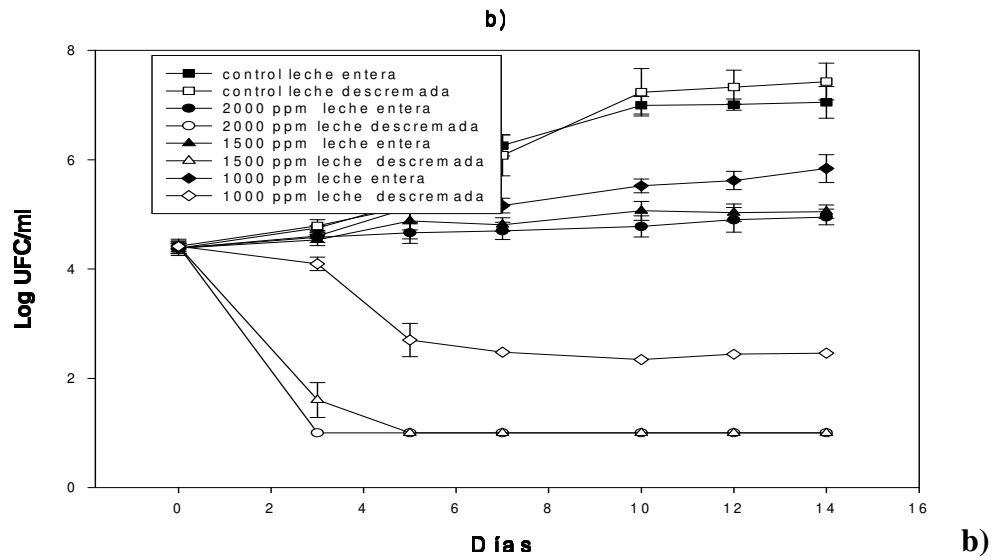 b)
8
6
4
2
0
Log UFC/ml
control leche entera
control leche descremada
2000 ppm leche entera
2000 ppm leche descremada
1500 ppm leche entera
1500 ppm leche descremada
1000 ppm leche entera
1000 ppm leche descremada
0 2 4 6 8 10 12 14 16
Días
b)